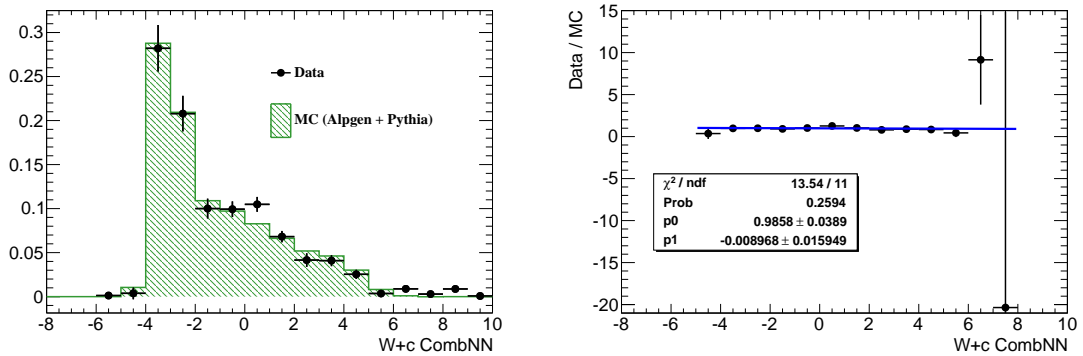 0.3
0.25
0.2
0.15
0.1
0.05
0
Data
MC (Alpgen + Pythia)
-8 -6 -4 -2 0 2 4 6 8 10
W+c CombNN
Data / MC
15
10
5
0
-5
-10
-15
-20
χ² / ndf 13.54 / 11
Prob 0.2594
p0 0.9858 ± 0.0389
p1 -0.008968 ± 0.015949
-8 -6 -4 -2 0 2 4 6 8 10
W+c CombNN